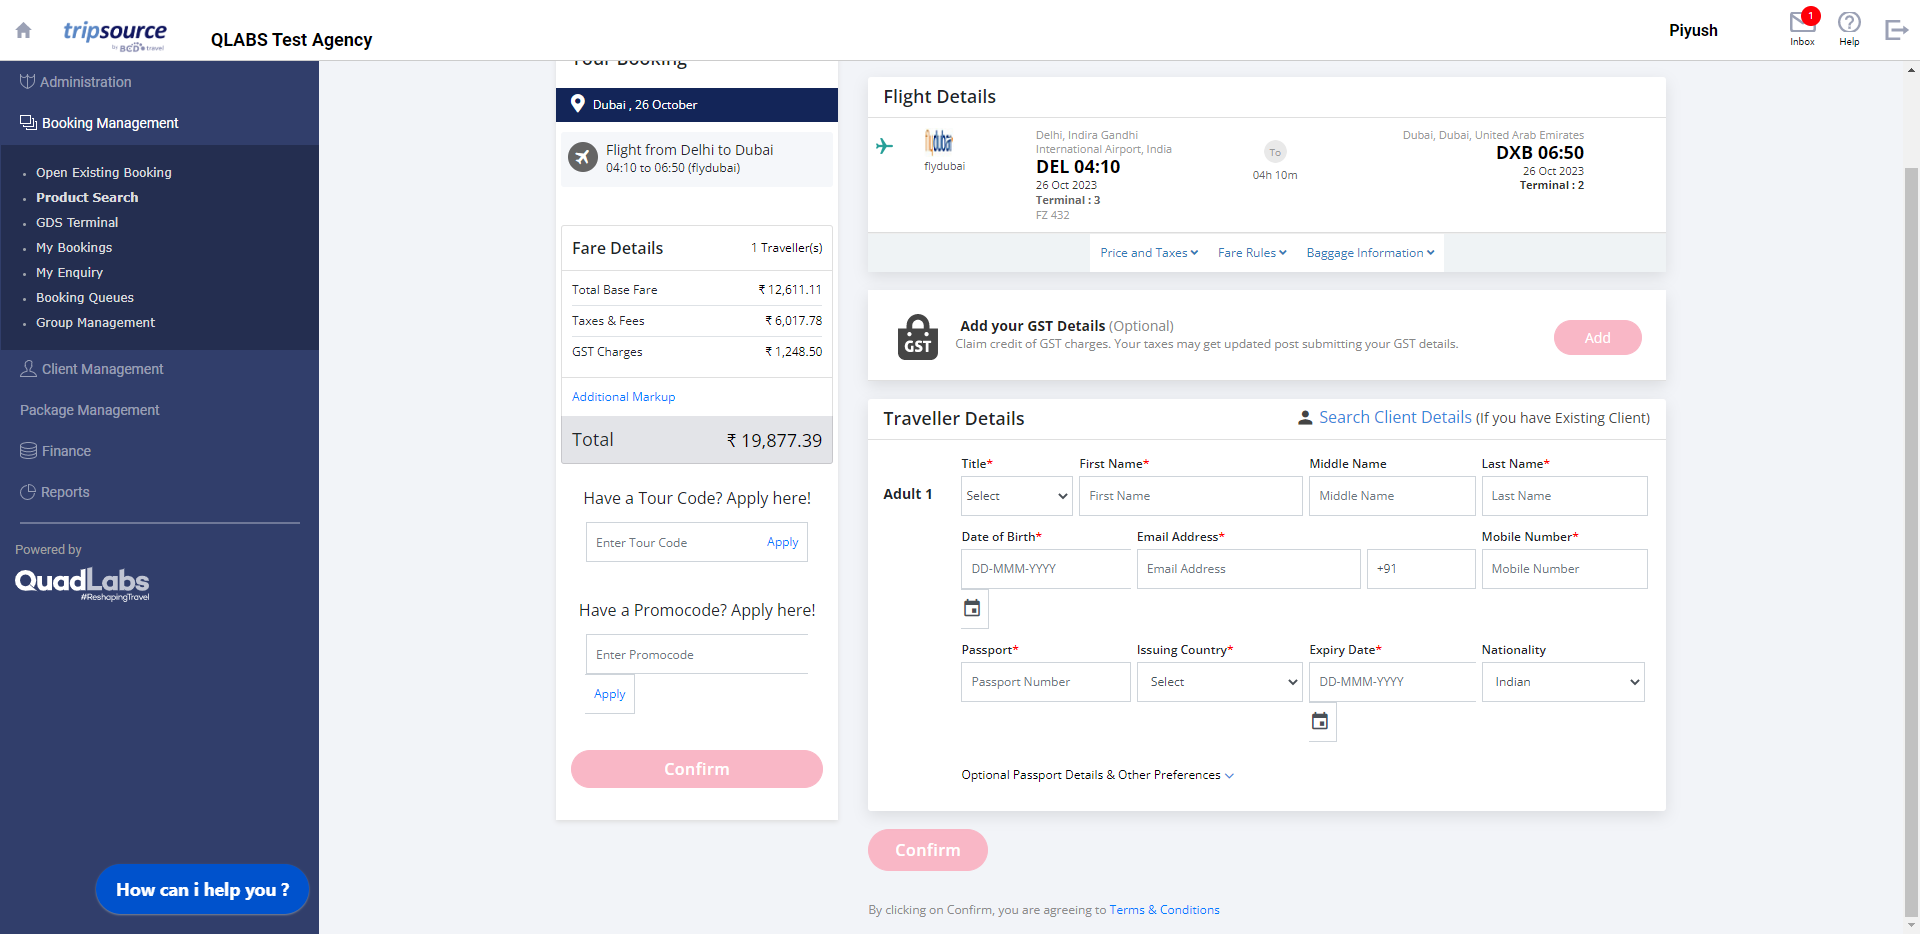 tripsource
by BCD travel
QLABS Test Agency
Piyush
1
Inbox
Help
Administration
Booking Management
Open Existing Booking
Product Search
GDS Terminal
My Bookings
My Enquiry
Booking Queues
Group Management
Client Management
Package Management
Finance
Reports
Powered by
QuadLabs
#ReshapingTravel
How can i help you ?
Your Booking
Dubai , 26 October
Flight from Delhi to Dubai
04:10 to 06:50 (flydubai)
Fare Details 1 Traveller(s)
Total Base Fare ₹ 12,611.11
Taxes & Fees ₹ 6,017.78
GST Charges ₹ 1,248.50
Additional Markup
Total ₹ 19,877.39
Have a Tour Code? Apply here!
Enter Tour Code Apply
Have a Promocode? Apply here!
Enter Promocode
Apply
Confirm
Flight Details
flydubai
flydubai
Delhi, Indira Gandhi
International Airport, India
DEL 04:10
26 Oct 2023
Terminal : 3
FZ 432
To
04h 10m
Dubai, Dubai, United Arab Emirates
DXB 06:50
26 Oct 2023
Terminal : 2
Price and Taxes Fare Rules Baggage Information
GST
Add your GST Details (Optional)
Claim credit of GST charges. Your taxes may get updated post submitting your GST details.
Add
Traveller Details Search Client Details (If you have Existing Client)
Title* First Name* Middle Name Last Name*
Adult 1 Select First Name Middle Name Last Name
Date of Birth* Email Address* Mobile Number*
DD-MMM-YYYY Email Address +91 Mobile Number
Passport* Issuing Country* Expiry Date* Nationality
Passport Number Select DD-MMM-YYYY Indian
Optional Passport Details & Other Preferences
Confirm
By clicking on Confirm, you are agreeing to Terms & Conditions